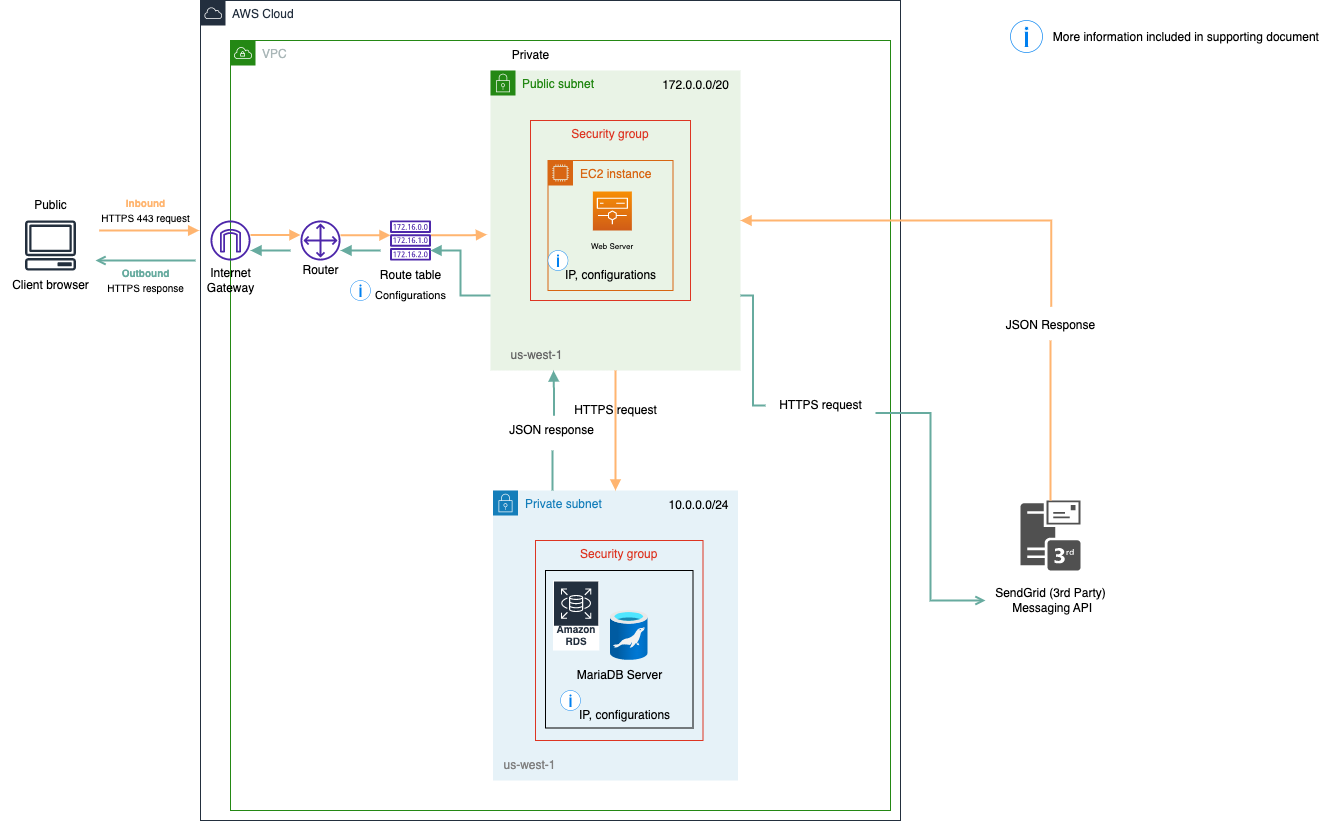 AWS Cloud
VPC
Private
More information included in supporting document
Public subnet
172.0.0.0/20
Security group
EC2 instance
Web Server
IP, configurations
us-west-1
Public
Client browser
Inbound
HTTPS 443 request
Outbound
HTTPS response
Internet
Gateway
Router
172.16.0.0
172.16.1.0
172.16.2.0
Route table
Configurations
JSON Response
HTTPS request
JSON response
HTTPS request
Private subnet
10.0.0.0/24
Security group
Amazon
RDS
MariaDB Server
IP, configurations
us-west-1
3rd
SendGrid (3rd Party)
Messaging API